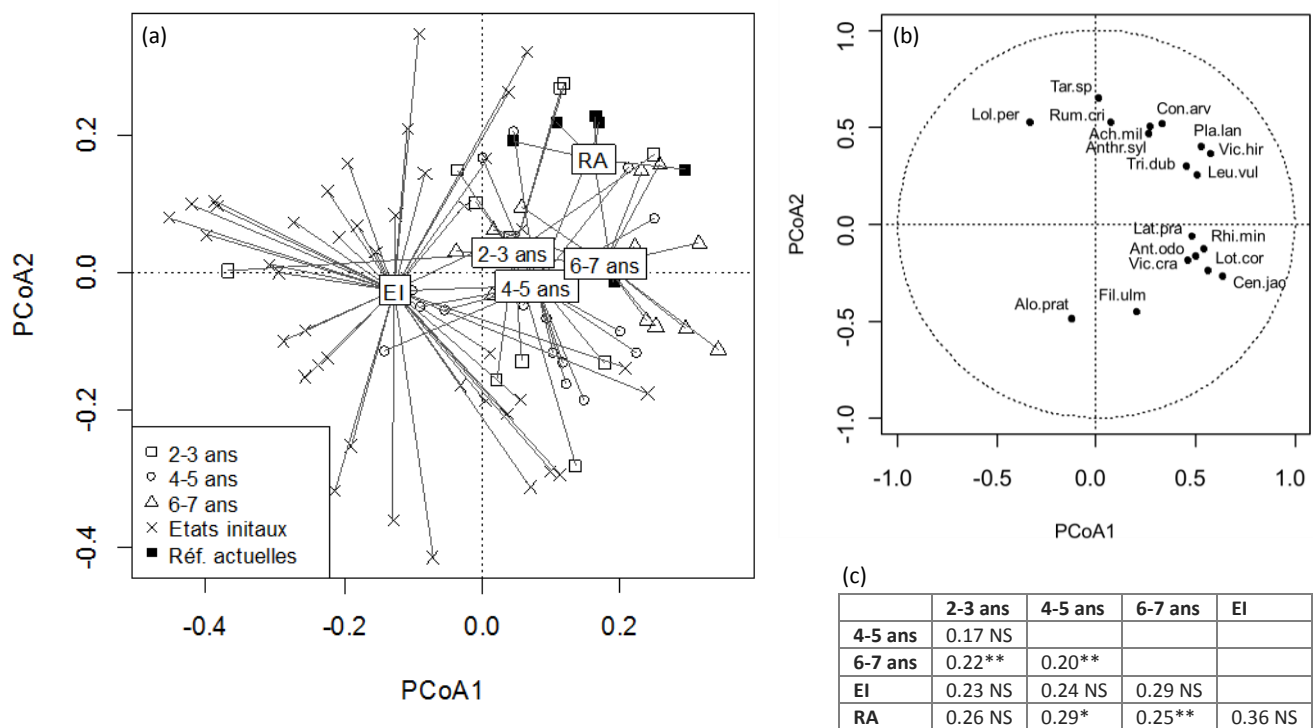 (a)
PCoA2
0.2
0.0
-0.2
-0.4
RA
2-3 ans
6-7 ans
EI
4-5 ans
2-3 ans
4-5 ans
6-7 ans
Etats initaux
Réf. actuelles
-0.4
-0.2
0.0
0.2
PCoA1
(b)
PCoA2
1.0
0.5
0.0
-0.5
-1.0
Tar.sp
Lol.per
Rum.cri
Con.arv
Ach.mil
Pla.lan
Anthr.syl
Vic.hir
Tri.dub
Leu.vul
Lat.pra
Rhi.min
Ant.odo
Lot.cor
Vic.cra
Cen.jac
Alo.prat
Fil.ulm
-1.0
-0.5
0.0
0.5
1.0
PCoA1
(c)
2-3 ans 4-5 ans 6-7 ans EI
4-5 ans 0.17 NS
6-7 ans 0.22** 0.20**
EI 0.23 NS 0.24 NS 0.29 NS
RA 0.26 NS 0.29* 0.25** 0.36 NS